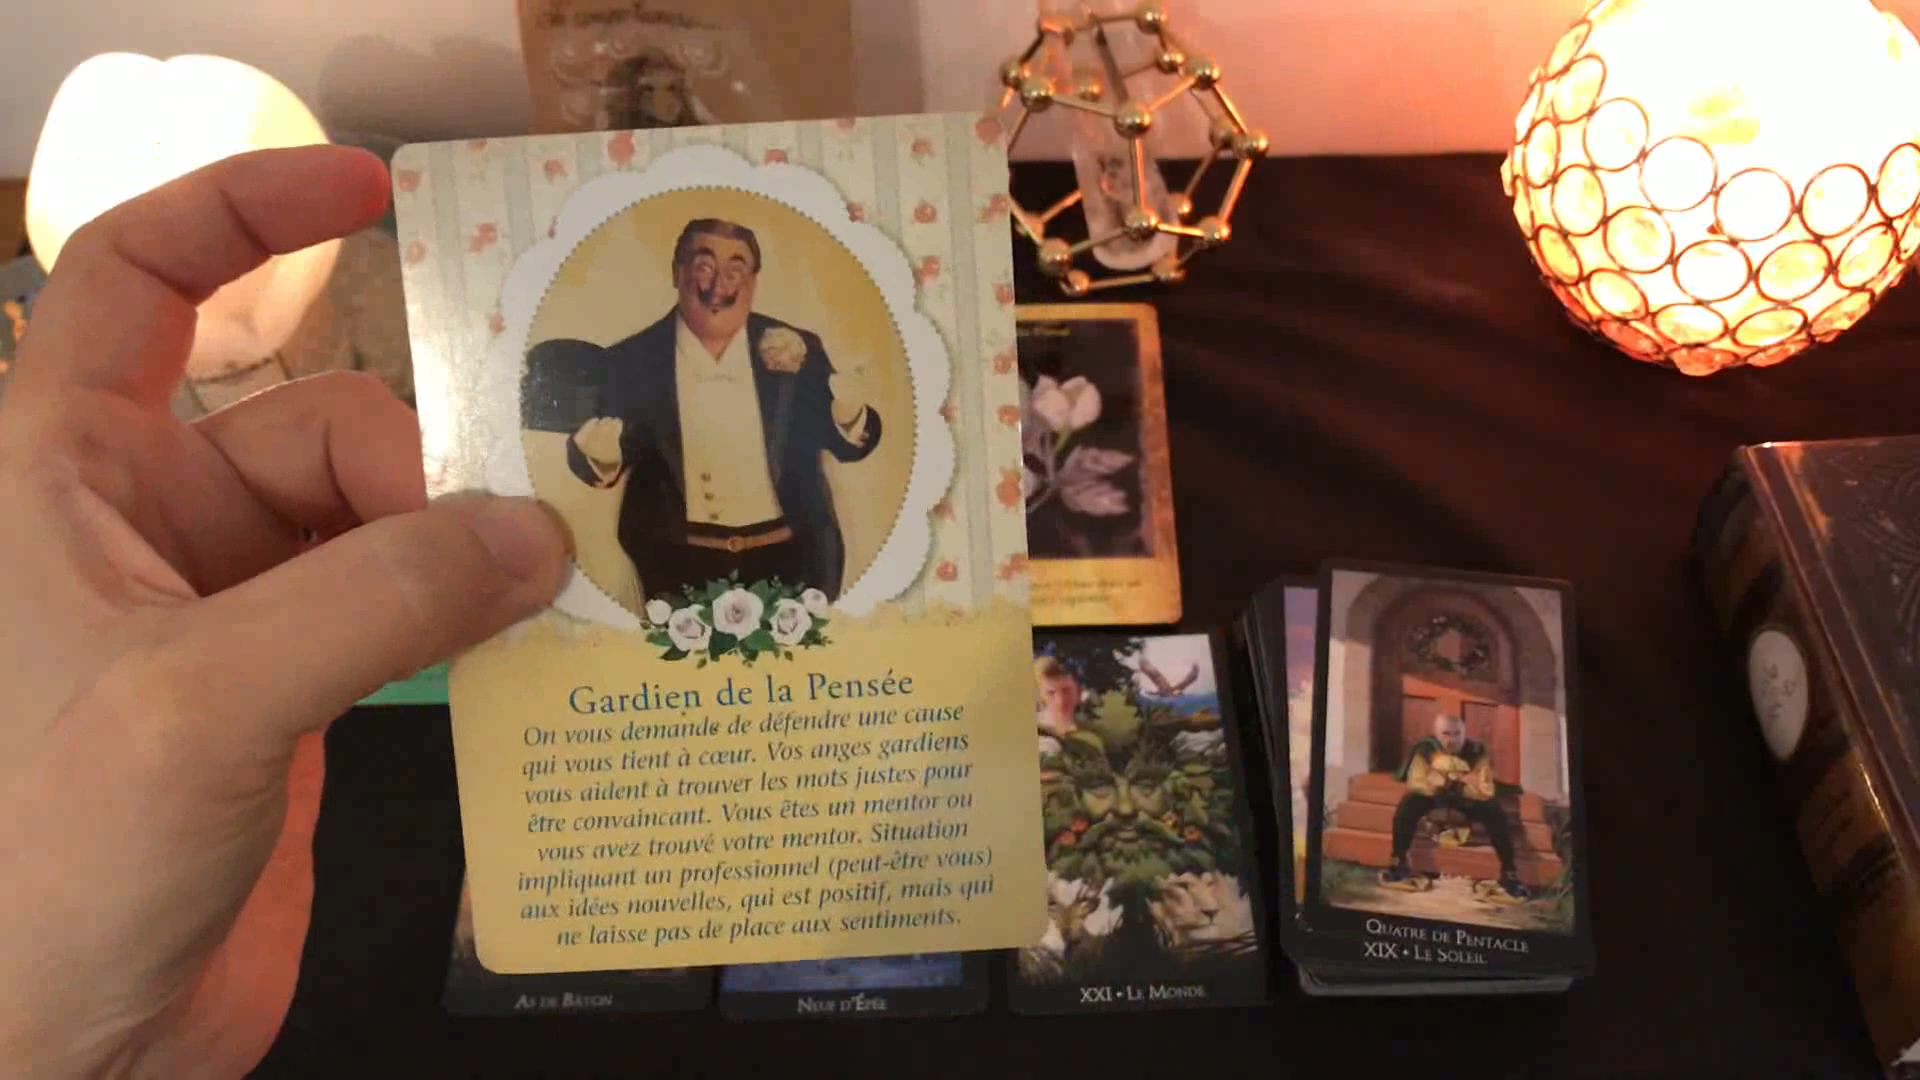 Gardien de la Pensée
On vous demande de défendre une cause
qui vous tient à cœur. Vos anges gardiens
vous aident à trouver les mots justes pour
être convaincant. Vous êtes un mentor ou
vous avez trouvé votre mentor. Situation
impliquant un professionnel (peut-être vous)
aux idées nouvelles, qui est positif, mais qui
ne laisse pas de place aux sentiments.
As de Bâton
Neuf d'Épée
XXI • Le Monde
Quatre de Pentacle
XIX • Le Soleil